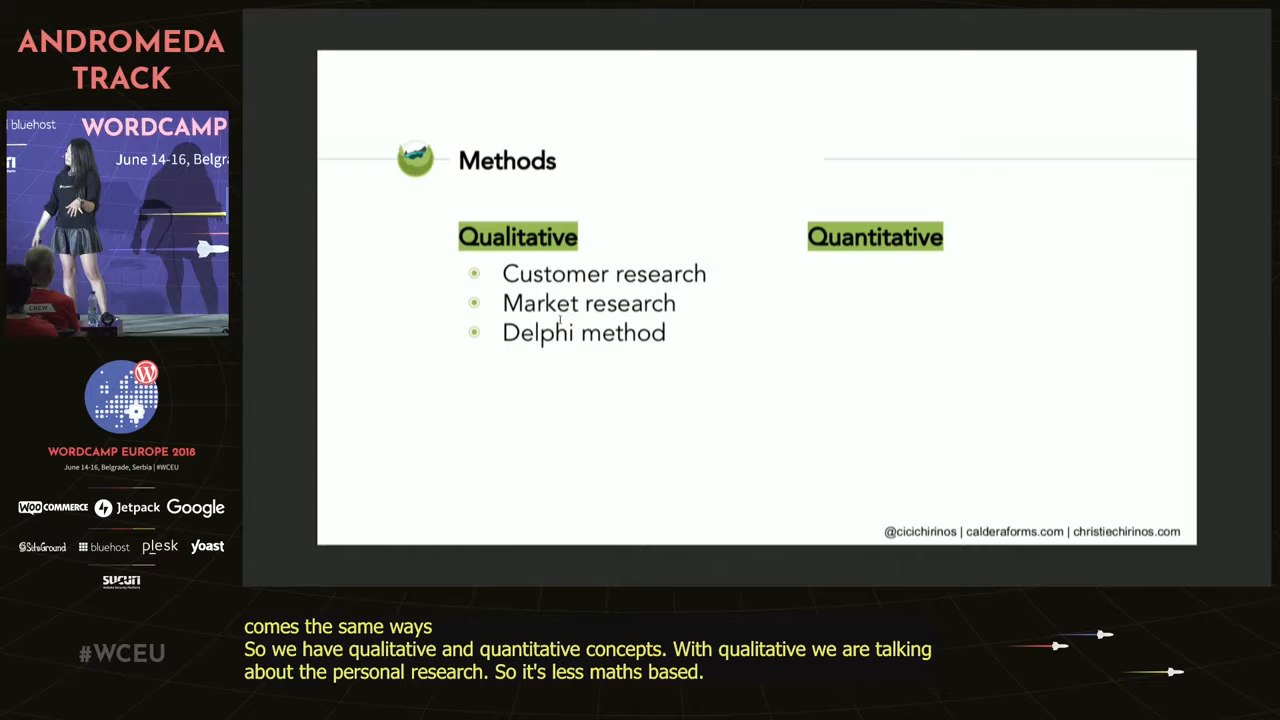 ANDROMEDA
TRACK
bluehost
WORDCAMP
June 14-16, Belgra
CREW
WORDCAMP EUROPE 2018
June 14-16, Belgrade, Serbia | #WCEU
WOO COMMERCE Jetpack Google
SiteGround bluehost plesk yoast
SUCURI
#WCEU
Methods
Qualitative
Customer research
Market research
Delphi method
Quantitative
@cicichirinos | calderaforms.com | christiechirinos.com
comes the same ways
So we have qualitative and quantitative concepts. With qualitative we are talking
about the personal research. So it's less maths based.